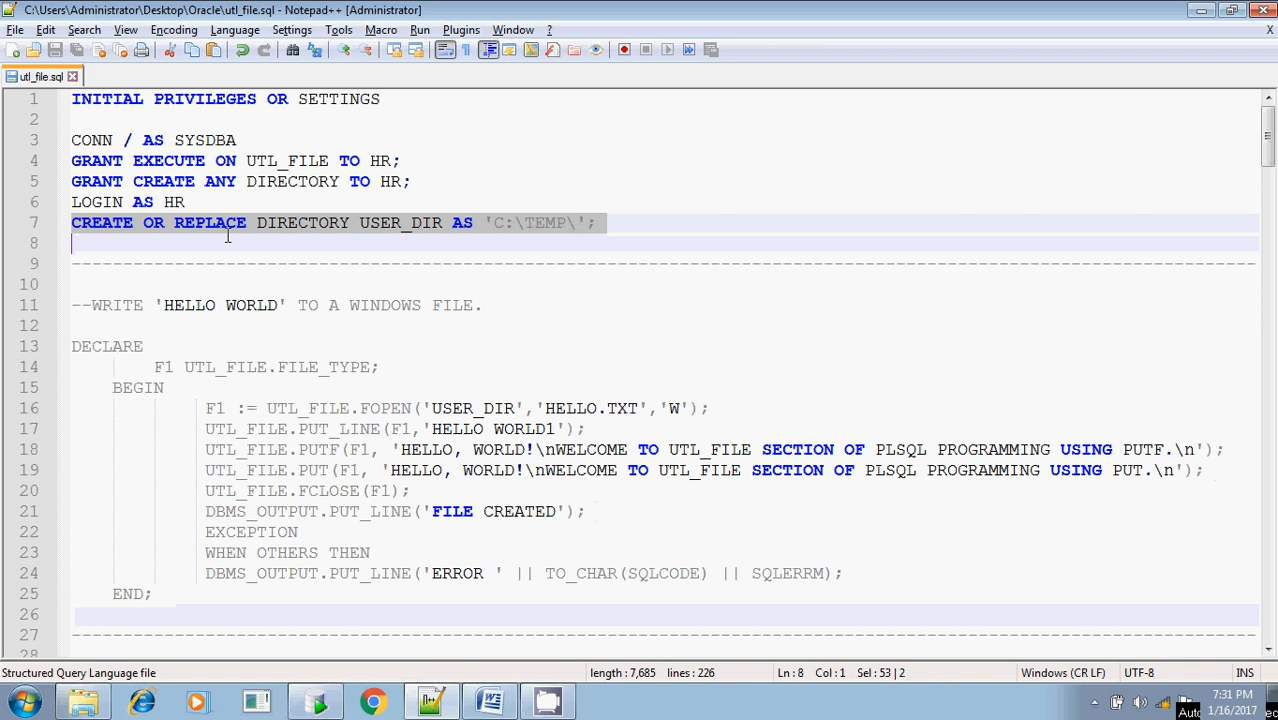 C:\Users\Administrator\Desktop\Oracle\utl_file.sql - Notepad++ [Administrator]
File Edit Search View Encoding Language Settings Tools Macro Run Plugins Window ? X
utl_file.sql
1 INITIAL PRIVILEGES OR SETTINGS
2
3 CONN / AS SYSDBA
4 GRANT EXECUTE ON UTL_FILE TO HR;
5 GRANT CREATE ANY DIRECTORY TO HR;
6 LOGIN AS HR
7 CREATE OR REPLACE DIRECTORY USER_DIR AS 'C:\TEMP\';
8
9 --------------------------------------------------------------------------------------------------------------------
10
11 --WRITE 'HELLO WORLD' TO A WINDOWS FILE.
12
13 DECLARE
14 F1 UTL_FILE.FILE_TYPE;
15 BEGIN
16 F1 := UTL_FILE.FOPEN('USER_DIR','HELLO.TXT','W');
17 UTL_FILE.PUT_LINE(F1,'HELLO WORLD1');
18 UTL_FILE.PUTF(F1, 'HELLO, WORLD!\nWELCOME TO UTL_FILE SECTION OF PLSQL PROGRAMMING USING PUTF.\n');
19 UTL_FILE.PUT(F1, 'HELLO, WORLD!\nWELCOME TO UTL_FILE SECTION OF PLSQL PROGRAMMING USING PUT.\n');
20 UTL_FILE.FCLOSE(F1);
21 DBMS_OUTPUT.PUT_LINE('FILE CREATED');
22 EXCEPTION
23 WHEN OTHERS THEN
24 DBMS_OUTPUT.PUT_LINE('ERROR ' || TO_CHAR(SQLCODE) || SQLERRM);
25 END;
26
27 --------------------------------------------------------------------------------------------------------------------
28
Structured Query Language file length : 7,685 lines : 226 Ln : 8 Col : 1 Sel : 53 | 2 Windows (CR LF) UTF-8 INS
7:31 PM
1/16/2017